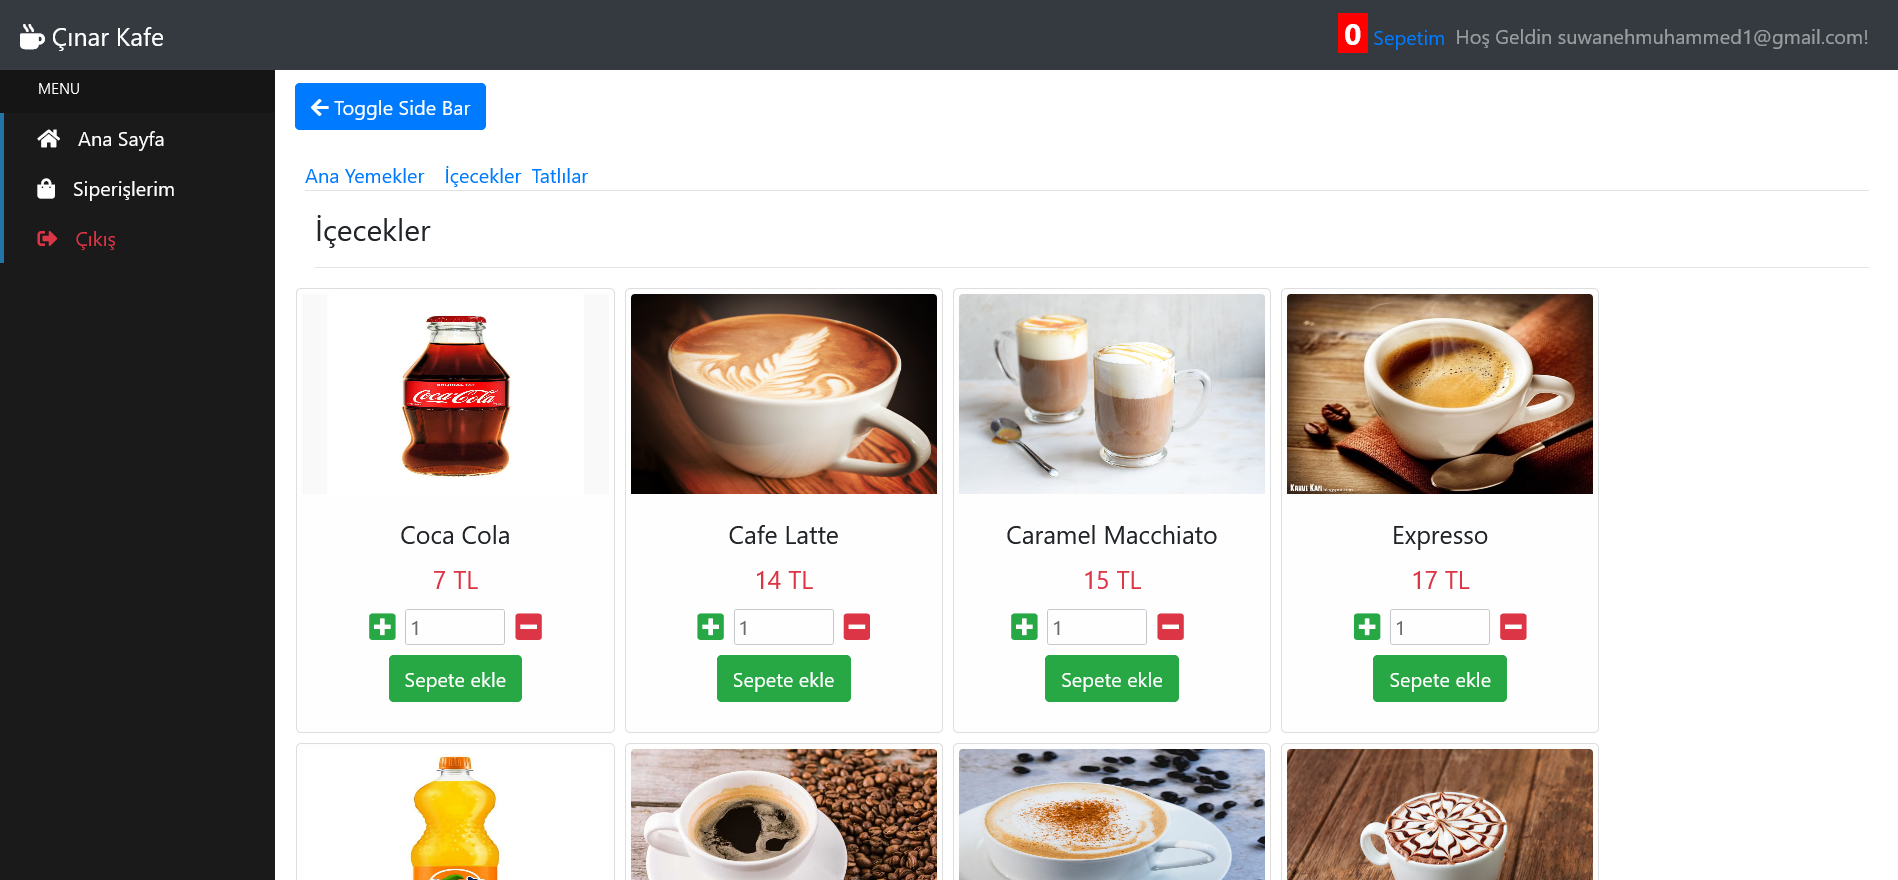 Çınar Kafe
0 Sepetim Hoş Geldin suwanehmuhammed1@gmail.com!
MENU
Ana Sayfa
Siperişlerim
Çıkış
Toggle Side Bar
Ana Yemekler İçecekler Tatlılar
İçecekler
Coca-Cola
Coca Cola
7 TL
1
Sepete ekle
Cafe Latte
14 TL
1
Sepete ekle
Caramel Macchiato
15 TL
1
Sepete ekle
Expresso
17 TL
1
Sepete ekle